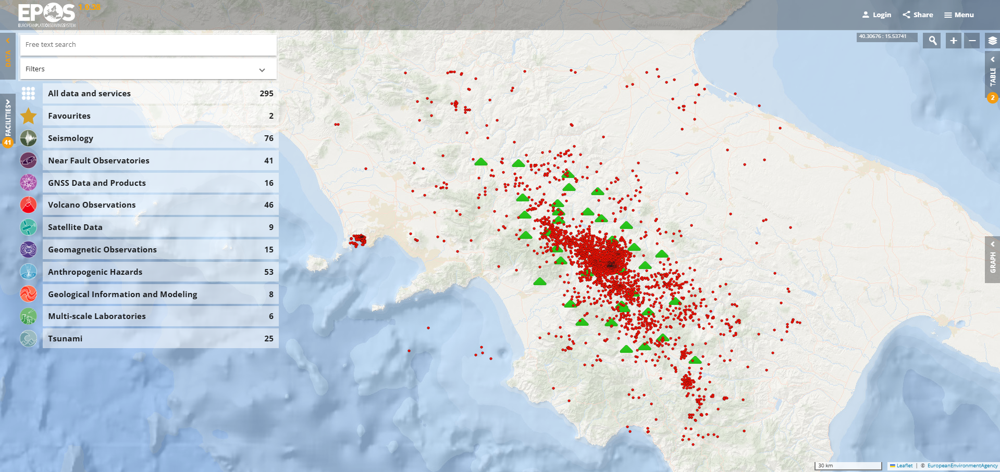 EPOS 1.0.38
EUROPEANPLATEOBSERVINGSYSTEM
Login
Share
Menu
DATA
Free text search
Filters
40.30676 : 15.53741
TABLE
2
FACILITIES
41
All data and services 295
Favourites 2
Seismology 76
Near Fault Observatories 41
GNSS Data and Products 16
Volcano Observations 46
Satellite Data 9
Geomagnetic Observations 15
Anthropogenic Hazards 53
Geological Information and Modeling 8
Multi-scale Laboratories 6
Tsunami 25
GRAPH
30 km
Leaflet | © EuropeanEnvironmentAgency